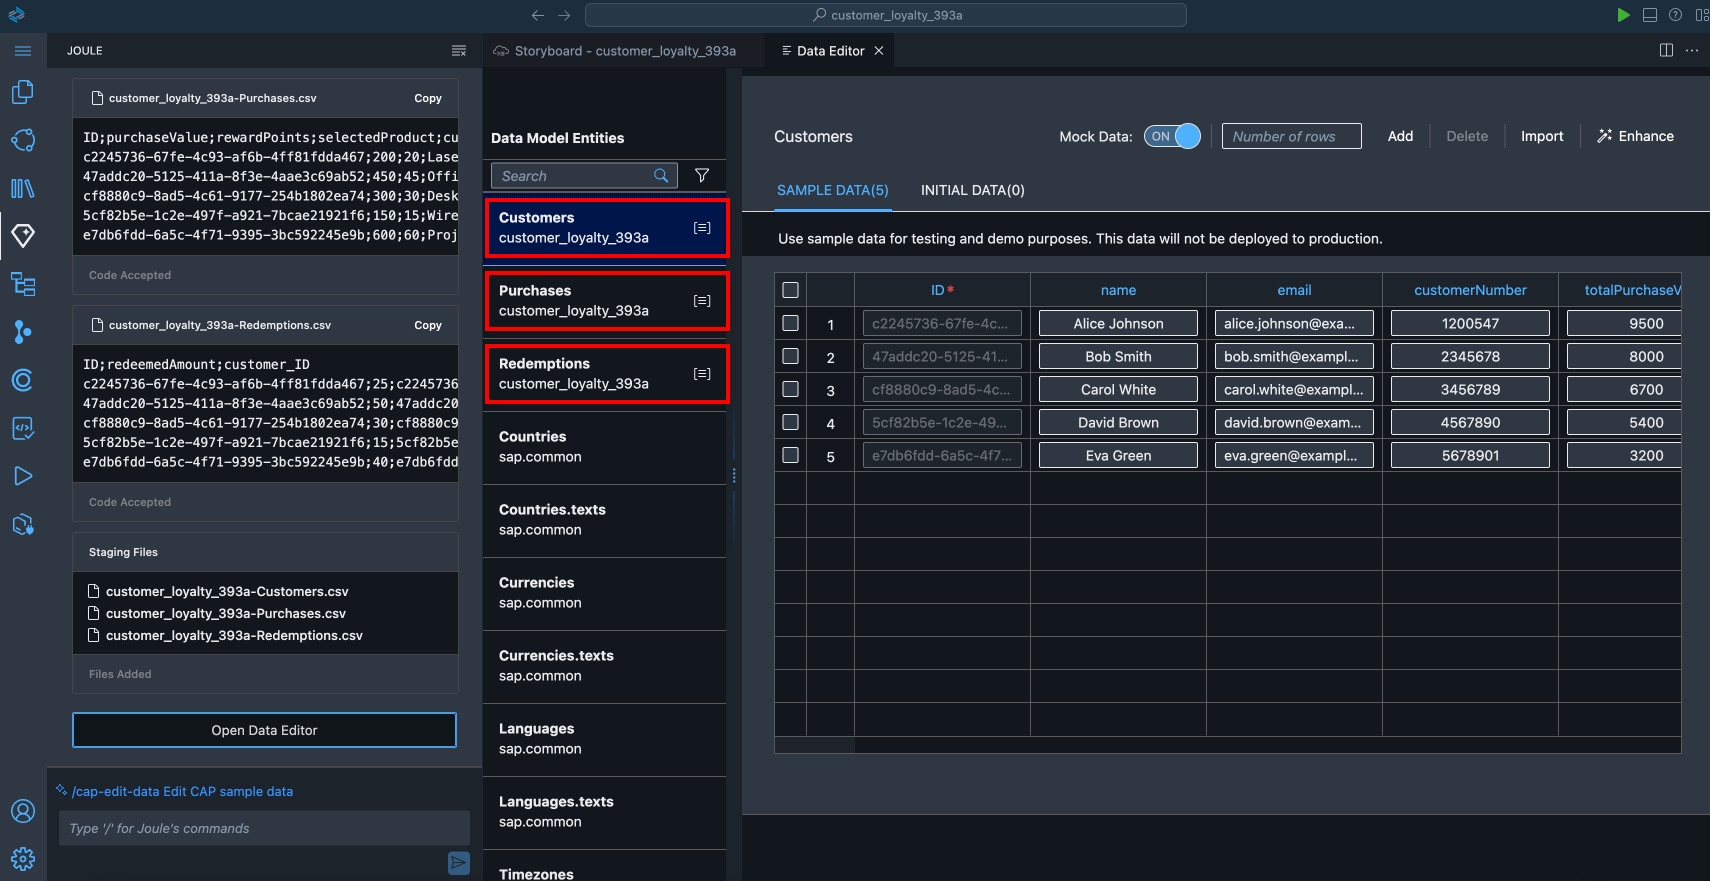 customer_loyalty_393a
JOULE
customer_loyalty_393a-Purchases.csv
Copy
ID;purchaseValue;rewardPoints;selectedProduct;cu
c2245736-67fe-4c93-af6b-4ff81fdda467;200;20;Lase
47addc20-5125-411a-8f3e-4aae3c69ab52;450;45;Offi
cf8880c9-8ad5-4c61-9177-254b1802ea74;300;30;Desk
5cf82b5e-1c2e-497f-a921-7bcae21921f6;150;15;Wire
e7db6fdd-6a5c-4f71-9395-3bc592245e9b;600;60;Proj
Code Accepted
customer_loyalty_393a-Redemptions.csv
Copy
ID;redeemedAmount;customer_ID
c2245736-67fe-4c93-af6b-4ff81fdda467;25;c2245736
47addc20-5125-411a-8f3e-4aae3c69ab52;50;47addc20
cf8880c9-8ad5-4c61-9177-254b1802ea74;30;cf8880c9
5cf82b5e-1c2e-497f-a921-7bcae21921f6;15;5cf82b5e
e7db6fdd-6a5c-4f71-9395-3bc592245e9b;40;e7db6fdd
Code Accepted
Staging Files
customer_loyalty_393a-Customers.csv
customer_loyalty_393a-Purchases.csv
customer_loyalty_393a-Redemptions.csv
Files Added
Open Data Editor
/cap-edit-data Edit CAP sample data
Type '/' for Joule's commands
Storyboard - customer_loyalty_393a
Data Editor
Data Model Entities
Search
Customers
customer_loyalty_393a
Purchases
customer_loyalty_393a
Redemptions
customer_loyalty_393a
Countries
sap.common
Countries.texts
sap.common
Currencies
sap.common
Currencies.texts
sap.common
Languages
sap.common
Languages.texts
sap.common
Timezones
Customers
Mock Data: ON Number of rows Add Delete Import Enhance
SAMPLE DATA(5) INITIAL DATA(0)
Use sample data for testing and demo purposes. This data will not be deployed to production.
ID* name email customerNumber totalPurchaseV
1 c2245736-67fe-4c... Alice Johnson alice.johnson@exa... 1200547 9500
2 47addc20-5125-41... Bob Smith bob.smith@exampl... 2345678 8000
3 cf8880c9-8ad5-4c... Carol White carol.white@exampl... 3456789 6700
4 5cf82b5e-1c2e-49... David Brown david.brown@exam... 4567890 5400
5 e7db6fdd-6a5c-4f7... Eva Green eva.green@exampl... 5678901 3200